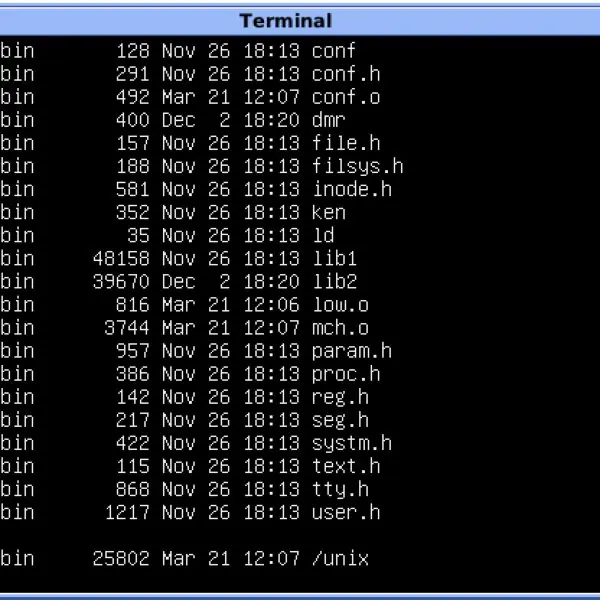 Terminal
bin 128 Nov 26 18:13 conf
bin 291 Nov 26 18:13 conf.h
bin 492 Mar 21 12:07 conf.o
bin 400 Dec 2 18:20 dmr
bin 157 Nov 26 18:13 file.h
bin 188 Nov 26 18:13 filsys.h
bin 581 Nov 26 18:13 inode.h
bin 352 Nov 26 18:13 ken
bin 35 Nov 26 18:13 ld
bin 48158 Nov 26 18:13 lib1
bin 39670 Dec 2 18:20 lib2
bin 816 Mar 21 12:06 low.o
bin 3744 Mar 21 12:07 mch.o
bin 957 Nov 26 18:13 param.h
bin 386 Nov 26 18:13 proc.h
bin 142 Nov 26 18:13 reg.h
bin 217 Nov 26 18:13 seg.h
bin 422 Nov 26 18:13 systm.h
bin 115 Nov 26 18:13 text.h
bin 868 Nov 26 18:13 tty.h
bin 1217 Nov 26 18:13 user.h
bin 25802 Mar 21 12:07 /unix